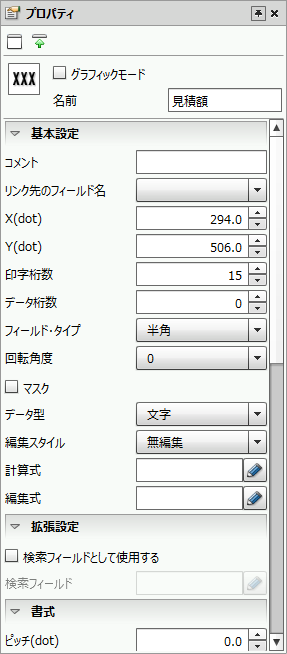 プロパティ
XXX
グラフィックモード
名前 見積額
基本設定
コメント
リンク先のフィールド名
X(dot) 294.0
Y(dot) 506.0
印字桁数 15
データ桁数 0
フィールド・タイプ 半角
回転角度 0
マスク
データ型 文字
編集スタイル 無編集
計算式
編集式
拡張設定
検索フィールドとして使用する
検索フィールド
書式
ピッチ(dot) 0.0